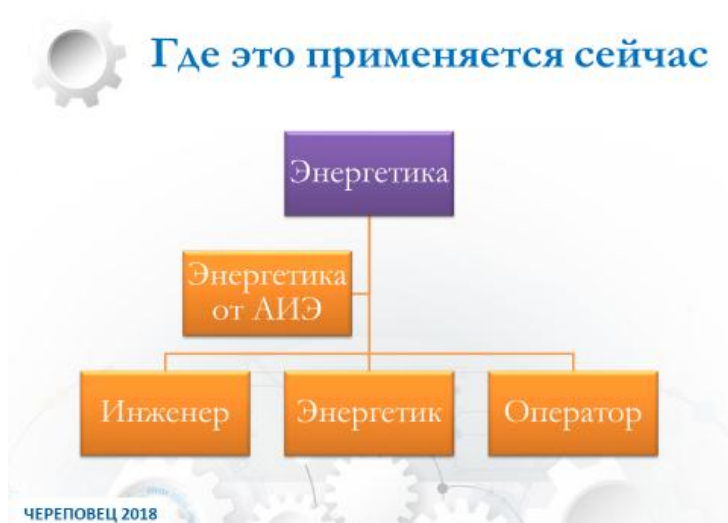 Где это применяется сейчас
Энергетика
Энергетика
от АИЭ
Инженер
Энергетик
Оператор
ЧЕРЕПОВЕЦ 2018